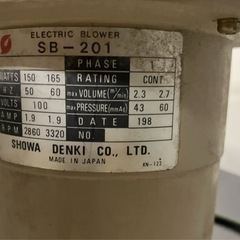 ELECTRIC BLOWER
SB-201
PHASE 1
WATTS 150 165 RATING CONT
HZ 50 60 max VOLUME(M³/min) 2.3 2.7
VOLTS 100 max PRESSURE(mmAq) 43 60
AMP 1.9 1.9 DATE 198
RPM 2860 3320 NO.
SHOWA DENKI CO., LTD.
MADE IN JAPAN